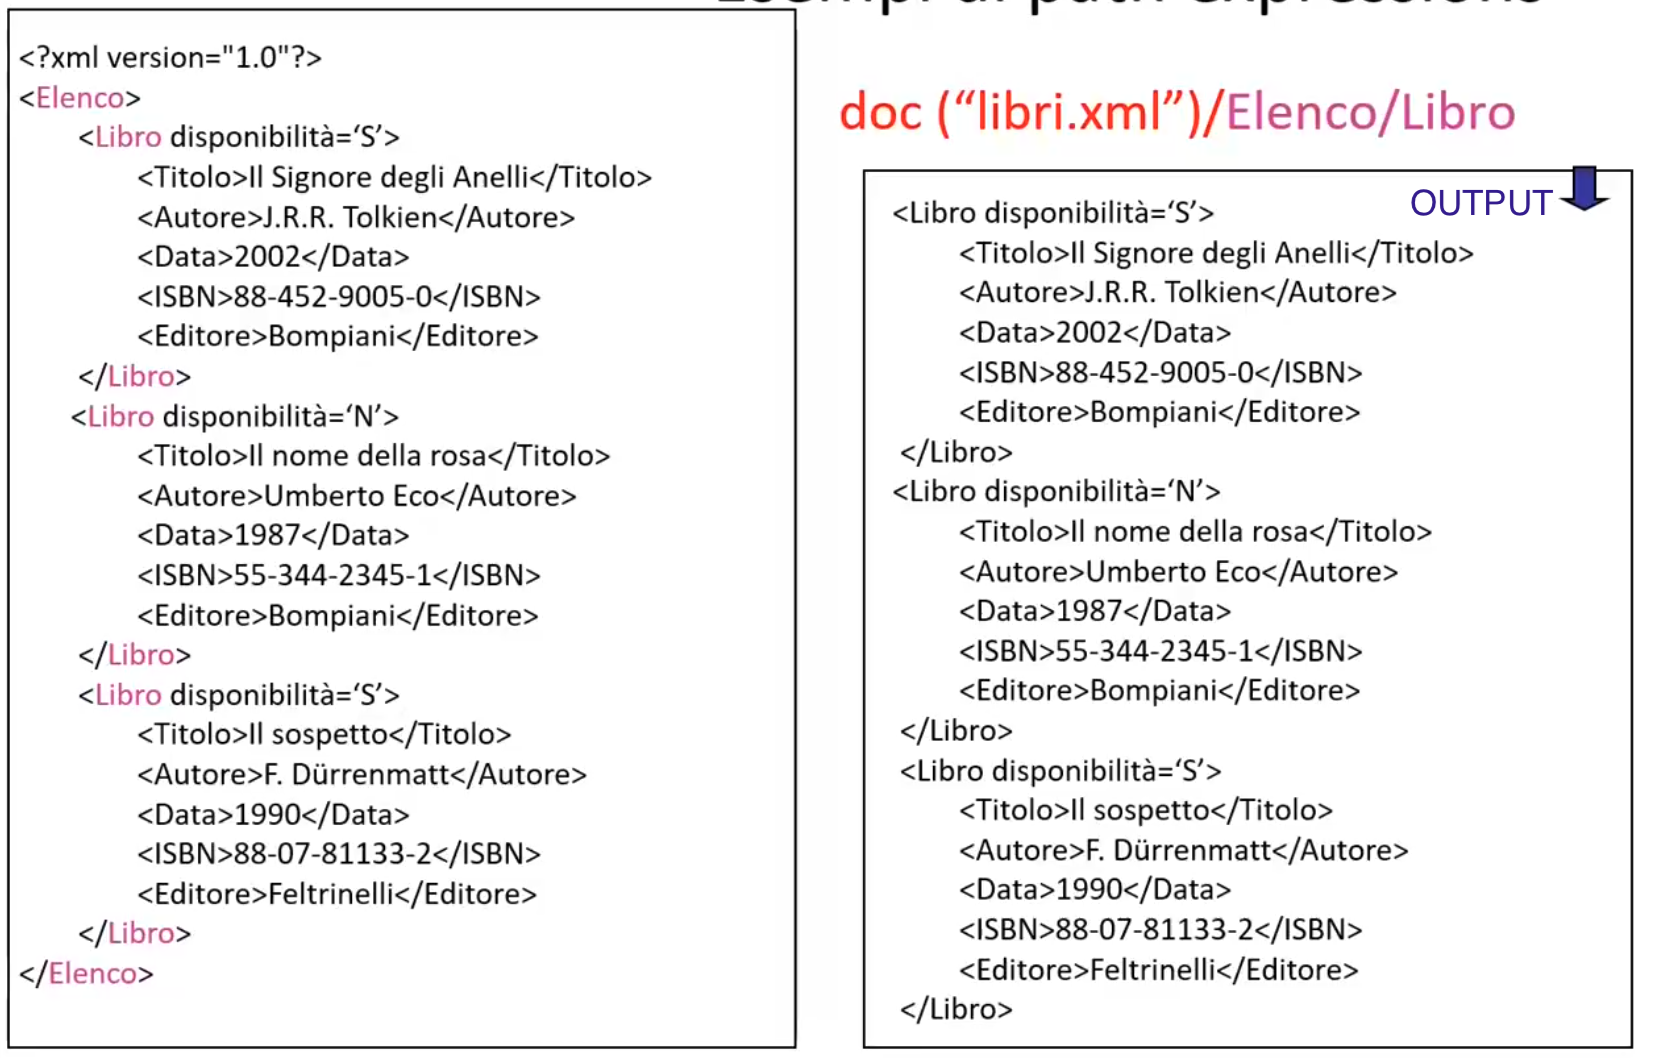 Esempi di path expressions
<?xml version="1.0"?>
<Elenco>
<Libro disponibilità=‘S’>
<Titolo>Il Signore degli Anelli</Titolo>
<Autore>J.R.R. Tolkien</Autore>
<Data>2002</Data>
<ISBN>88-452-9005-0</ISBN>
<Editore>Bompiani</Editore>
</Libro>
<Libro disponibilità=‘N’>
<Titolo>Il nome della rosa</Titolo>
<Autore>Umberto Eco</Autore>
<Data>1987</Data>
<ISBN>55-344-2345-1</ISBN>
<Editore>Bompiani</Editore>
</Libro>
<Libro disponibilità=‘S’>
<Titolo>Il sospetto</Titolo>
<Autore>F. Dürrenmatt</Autore>
<Data>1990</Data>
<ISBN>88-07-81133-2</ISBN>
<Editore>Feltrinelli</Editore>
</Libro>
</Elenco>
doc (“libri.xml”)/Elenco/Libro
OUTPUT
<Libro disponibilità=‘S’>
<Titolo>Il Signore degli Anelli</Titolo>
<Autore>J.R.R. Tolkien</Autore>
<Data>2002</Data>
<ISBN>88-452-9005-0</ISBN>
<Editore>Bompiani</Editore>
</Libro>
<Libro disponibilità=‘N’>
<Titolo>Il nome della rosa</Titolo>
<Autore>Umberto Eco</Autore>
<Data>1987</Data>
<ISBN>55-344-2345-1</ISBN>
<Editore>Bompiani</Editore>
</Libro>
<Libro disponibilità=‘S’>
<Titolo>Il sospetto</Titolo>
<Autore>F. Dürrenmatt</Autore>
<Data>1990</Data>
<ISBN>88-07-81133-2</ISBN>
<Editore>Feltrinelli</Editore>
</Libro>